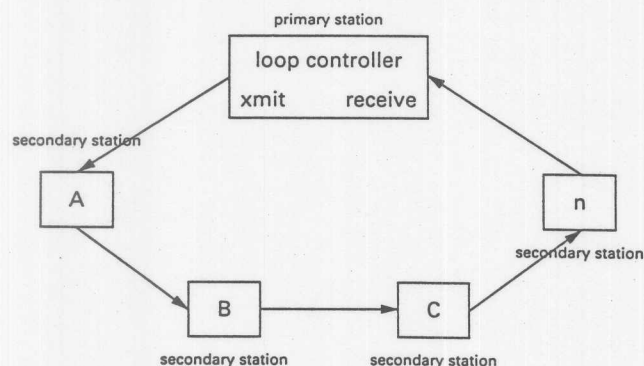 primary station
loop controller
xmit receive
secondary station
A
n
secondary station
B
C
secondary station
secondary station